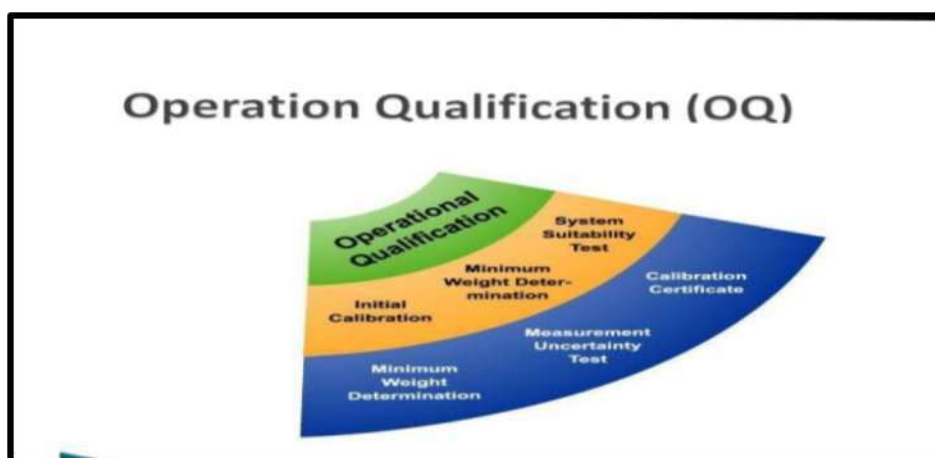 Operation Qualification (OQ)
Operational
Qualification
System
Suitability
Test
Minimum
Weight Deter-
mination
Initial
Calibration
Calibration
Certificate
Measurement
Uncertainty
Test
Minimum
Weight
Determination